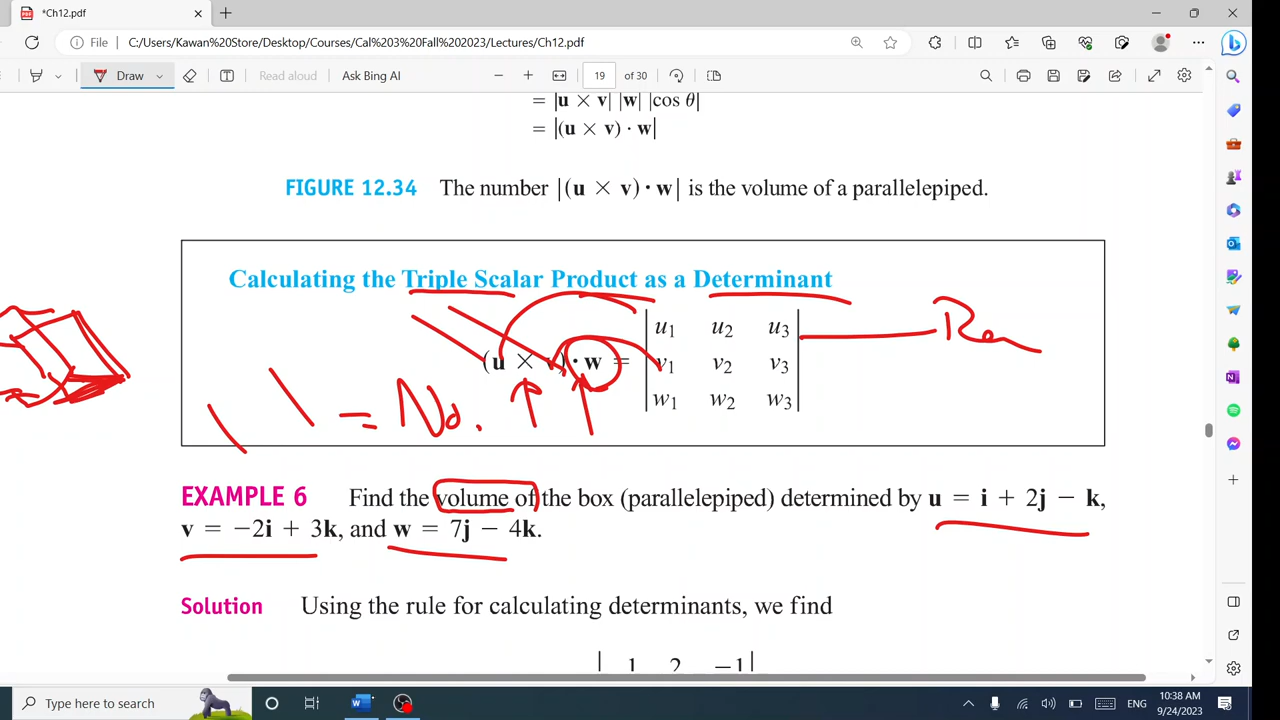 *Ch12.pdf
File C:/Users/Kawan%20Store/Desktop/Courses/Cal%203%20Fall%202023/Lectures/Ch12.pdf
Draw Read aloud Ask Bing AI 19 of 30
= |u × v| |w| |cos θ|
= |(u × v) · w|
FIGURE 12.34 The number |(u × v) · w| is the volume of a parallelepiped.
Calculating the Triple Scalar Product as a Determinant
u₁ u₂ u₃
(u × v) · w = v₁ v₂ v₃
w₁ w₂ w₃
= No.
EXAMPLE 6 Find the volume of the box (parallelepiped) determined by u = i + 2j − k,
v = −2i + 3k, and w = 7j − 4k.
Solution Using the rule for calculating determinants, we find
1 2 −1
Type here to search
ENG
10:38 AM
9/24/2023